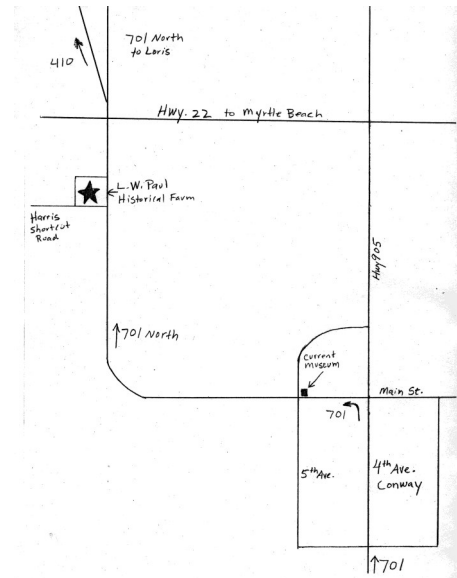 701 North
to Loris
410
Hwy. 22 to Myrtle Beach
L.W. Paul
Historical Farm
Harris
Shortcut
Road
Hwy 905
701 North
Current
Museum
Main St.
701
5th Ave.
4th Ave.
Conway
701